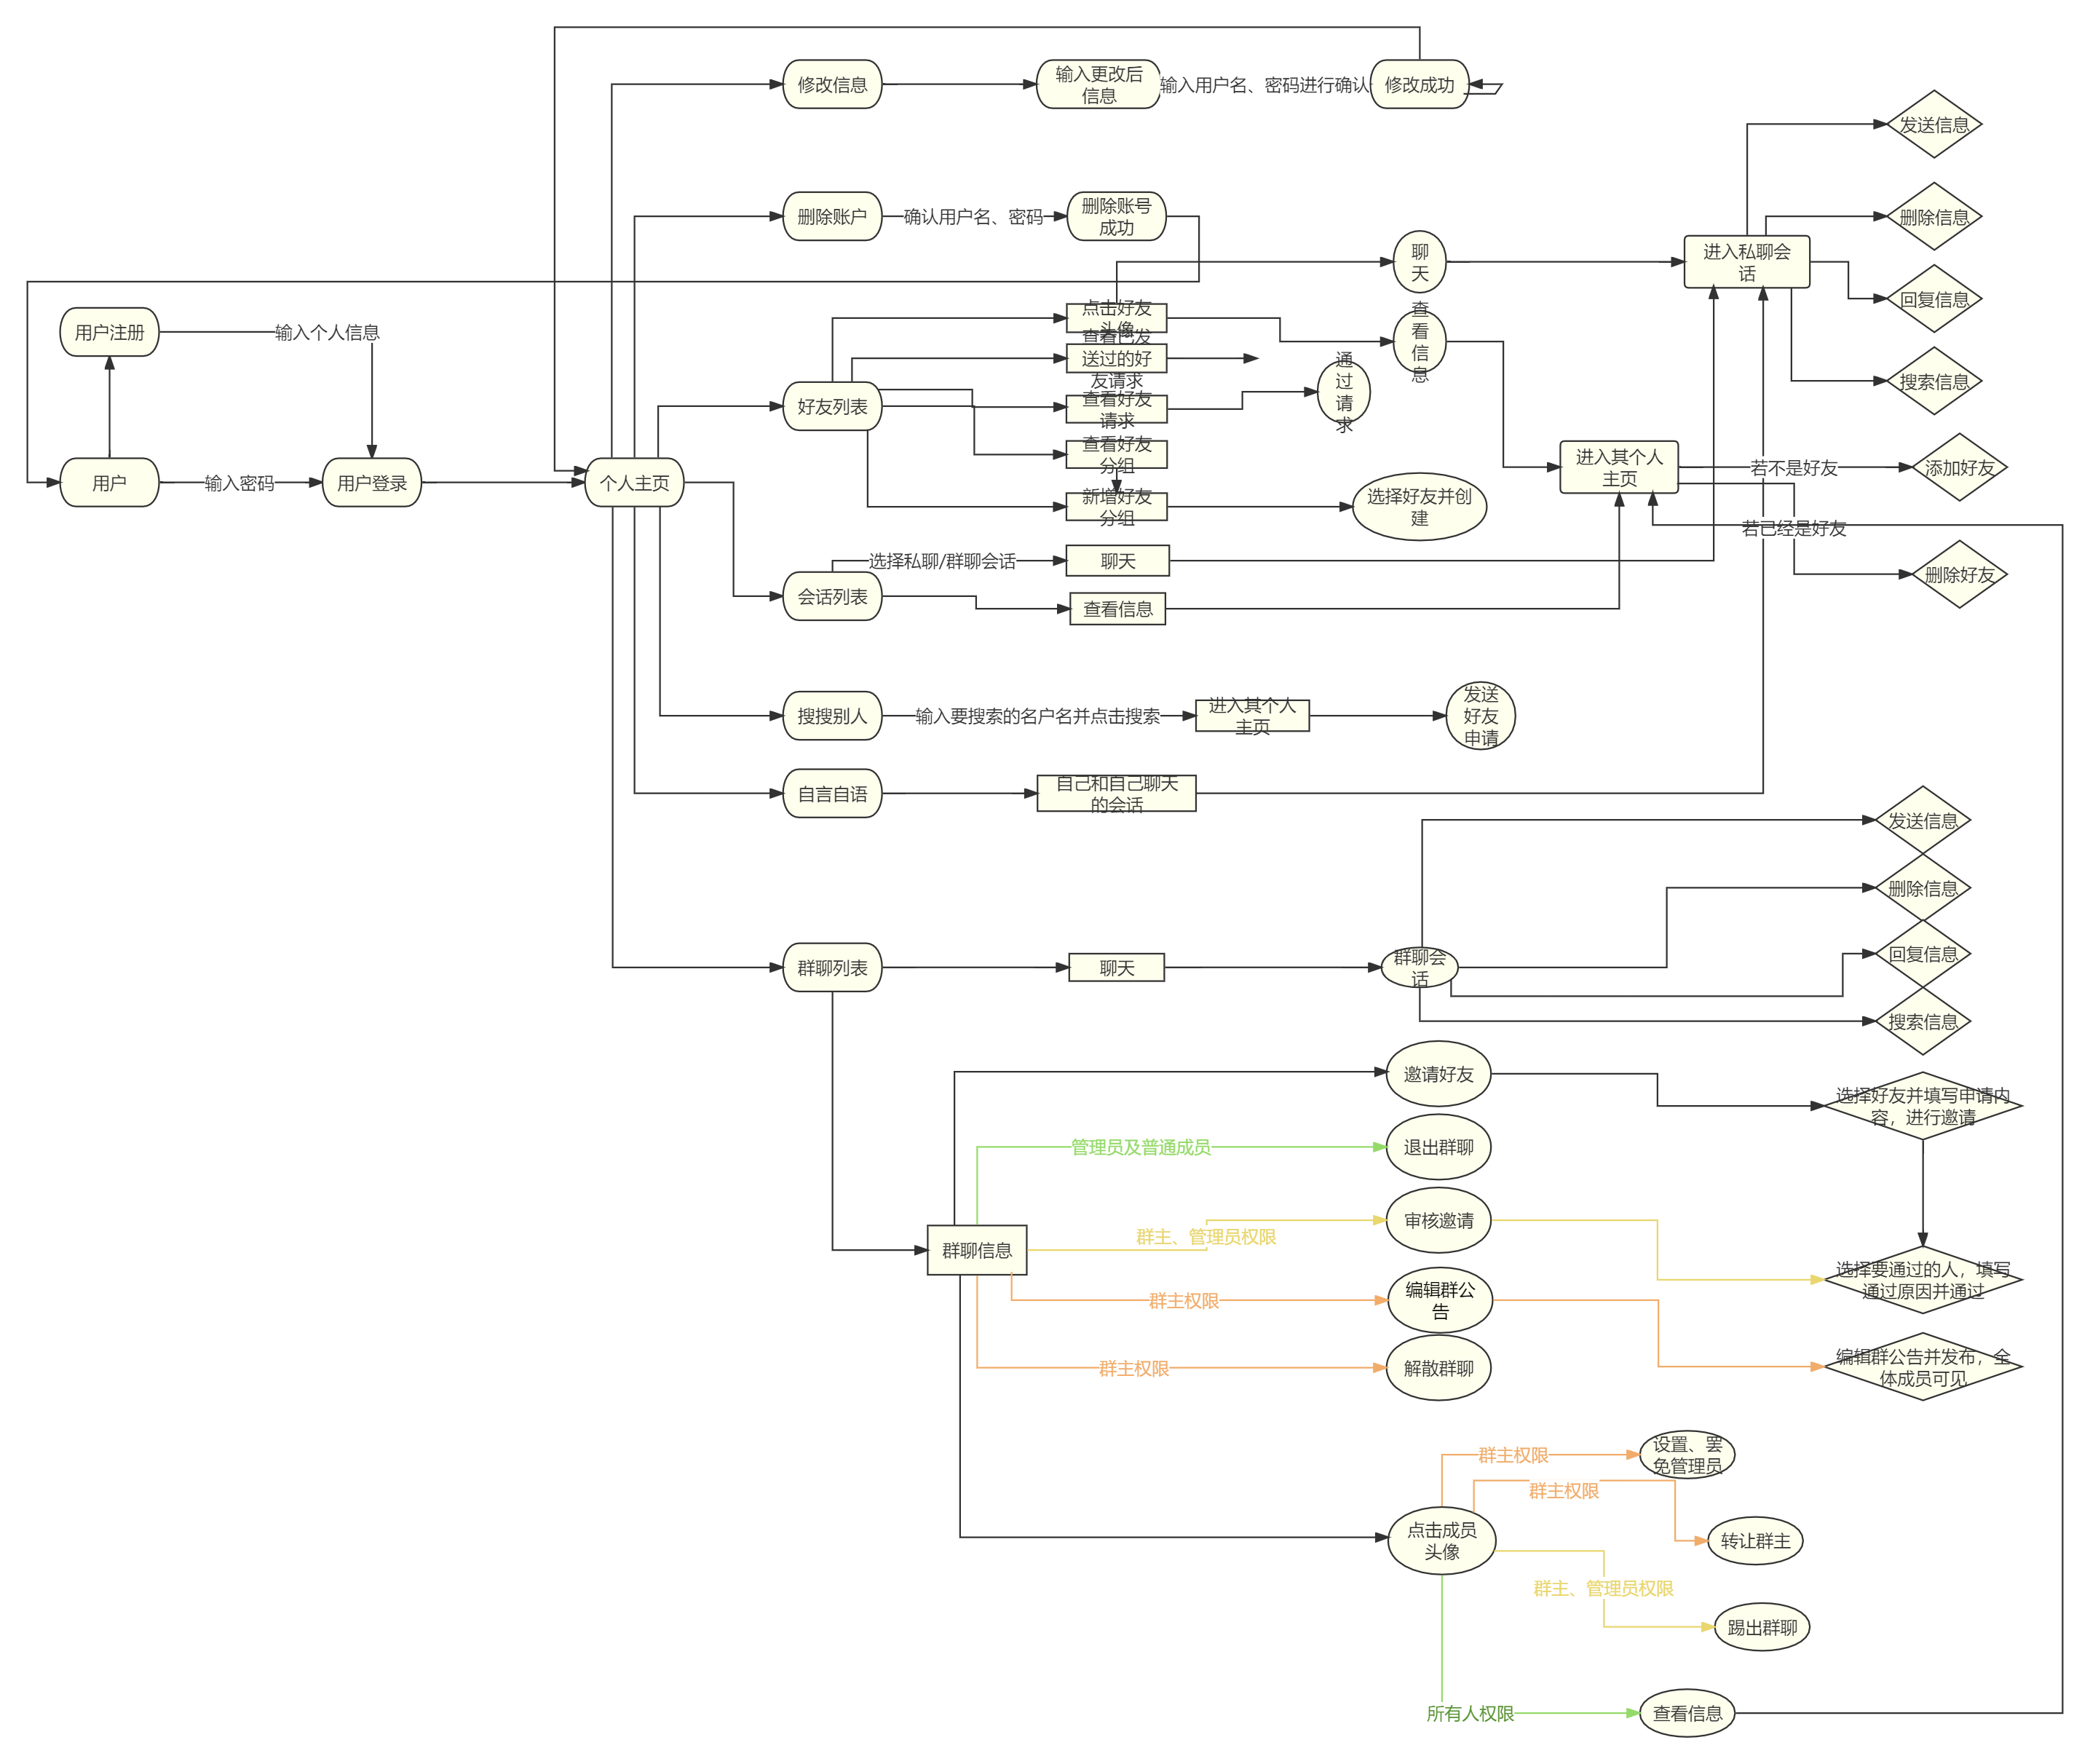 修改信息
输入更改后
信息
输入用户名、密码进行确认
修改成功
发送信息
删除账户
确认用户名、密码
删除账号
成功
删除信息
聊
天
进入私聊会
话
回复信息
用户注册
输入个人信息
点击好友
头像
查看已发
送过的好
友请求
查
看
信
息
通
过
请
求
搜索信息
好友列表
查看好友
请求
查看好友
分组
进入其个人
主页
若不是好友
添加好友
用户
输入密码
用户登录
个人主页
新增好友
分组
选择好友并创
建
若已经是好友
选择私聊/群聊会话
聊天
删除好友
会话列表
查看信息
搜搜别人
输入要搜索的名户名并点击搜索
进入其个人
主页
发送
好友
申请
自言自语
自己和自己聊天
的会话
发送信息
删除信息
群聊列表
聊天
群聊会
话
回复信息
搜索信息
邀请好友
选择好友并填写申请内
容，进行邀请
管理员及普通成员
退出群聊
群聊信息
群主、管理员权限
审核邀请
选择要通过的人，填写
通过原因并通过
群主权限
编辑群公
告
群主权限
解散群聊
编辑群公告并发布，全
体成员可见
群主权限
设置、罢
免管理员
群主权限
点击成员
头像
转让群主
群主、管理员权限
踢出群聊
所有人权限
查看信息